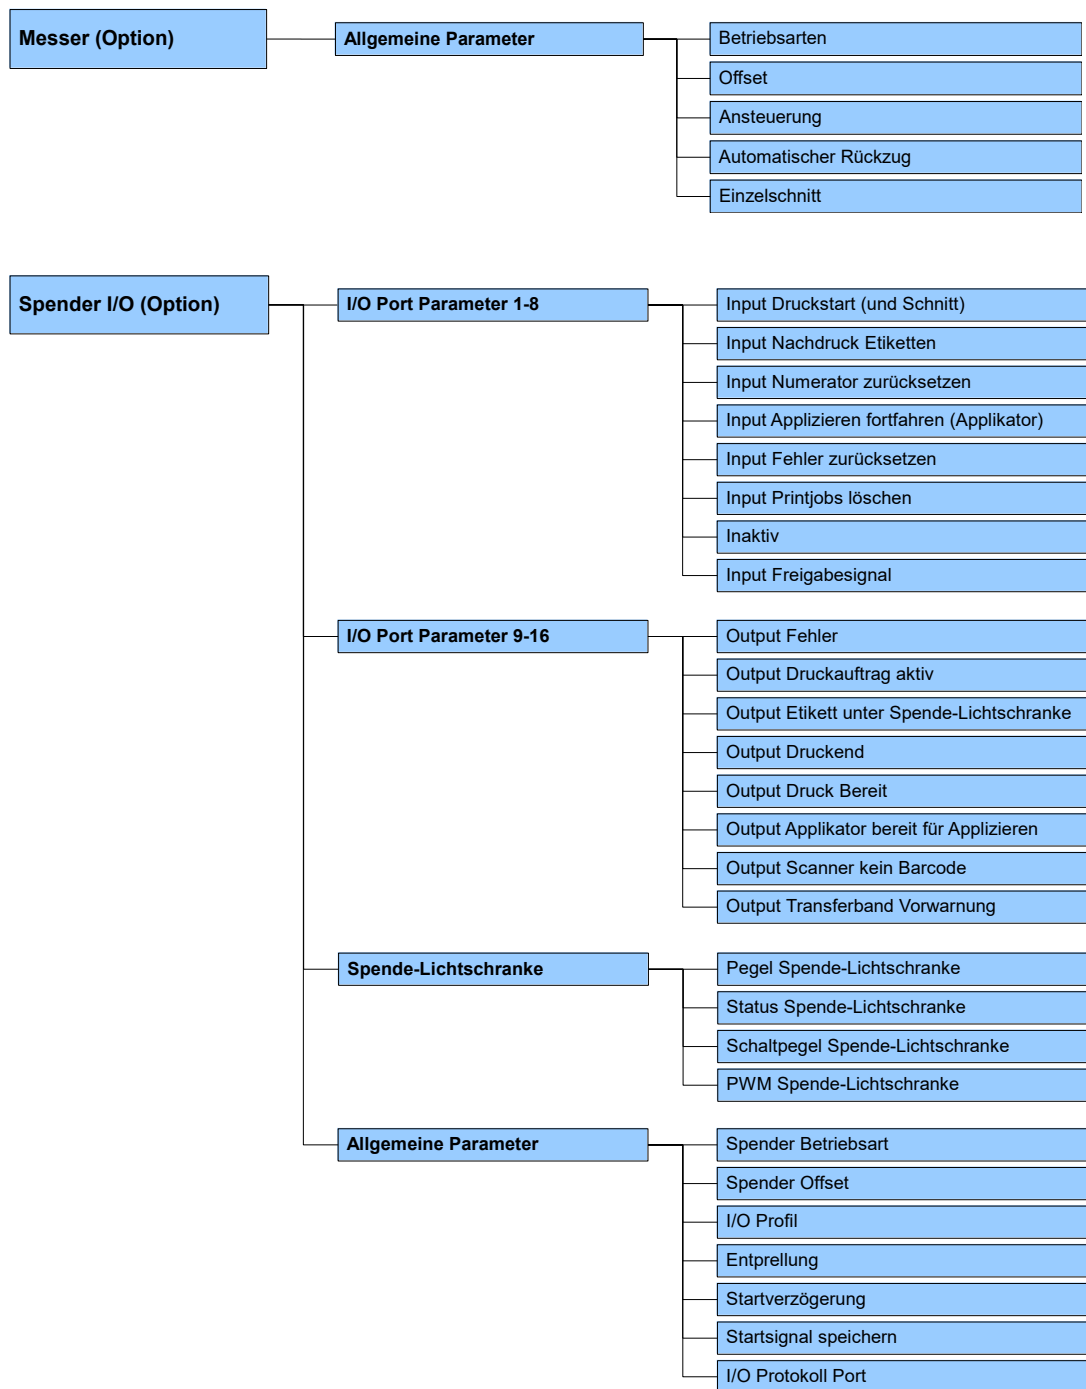 Messer (Option)
Allgemeine Parameter
Betriebsarten
Offset
Ansteuerung
Automatischer Rückzug
Einzelschnitt
Spender I/O (Option)
I/O Port Parameter 1-8
Input Druckstart (und Schnitt)
Input Nachdruck Etiketten
Input Numerator zurücksetzen
Input Applizieren fortfahren (Applikator)
Input Fehler zurücksetzen
Input Printjobs löschen
Inaktiv
Input Freigabesignal
I/O Port Parameter 9-16
Output Fehler
Output Druckauftrag aktiv
Output Etikett unter Spende-Lichtschranke
Output Druckend
Output Druck Bereit
Output Applikator bereit für Applizieren
Output Scanner kein Barcode
Output Transferband Vorwarnung
Spende-Lichtschranke
Pegel Spende-Lichtschranke
Status Spende-Lichtschranke
Schaltpegel Spende-Lichtschranke
PWM Spende-Lichtschranke
Allgemeine Parameter
Spender Betriebsart
Spender Offset
I/O Profil
Entprellung
Startverzögerung
Startsignal speichern
I/O Protokoll Port